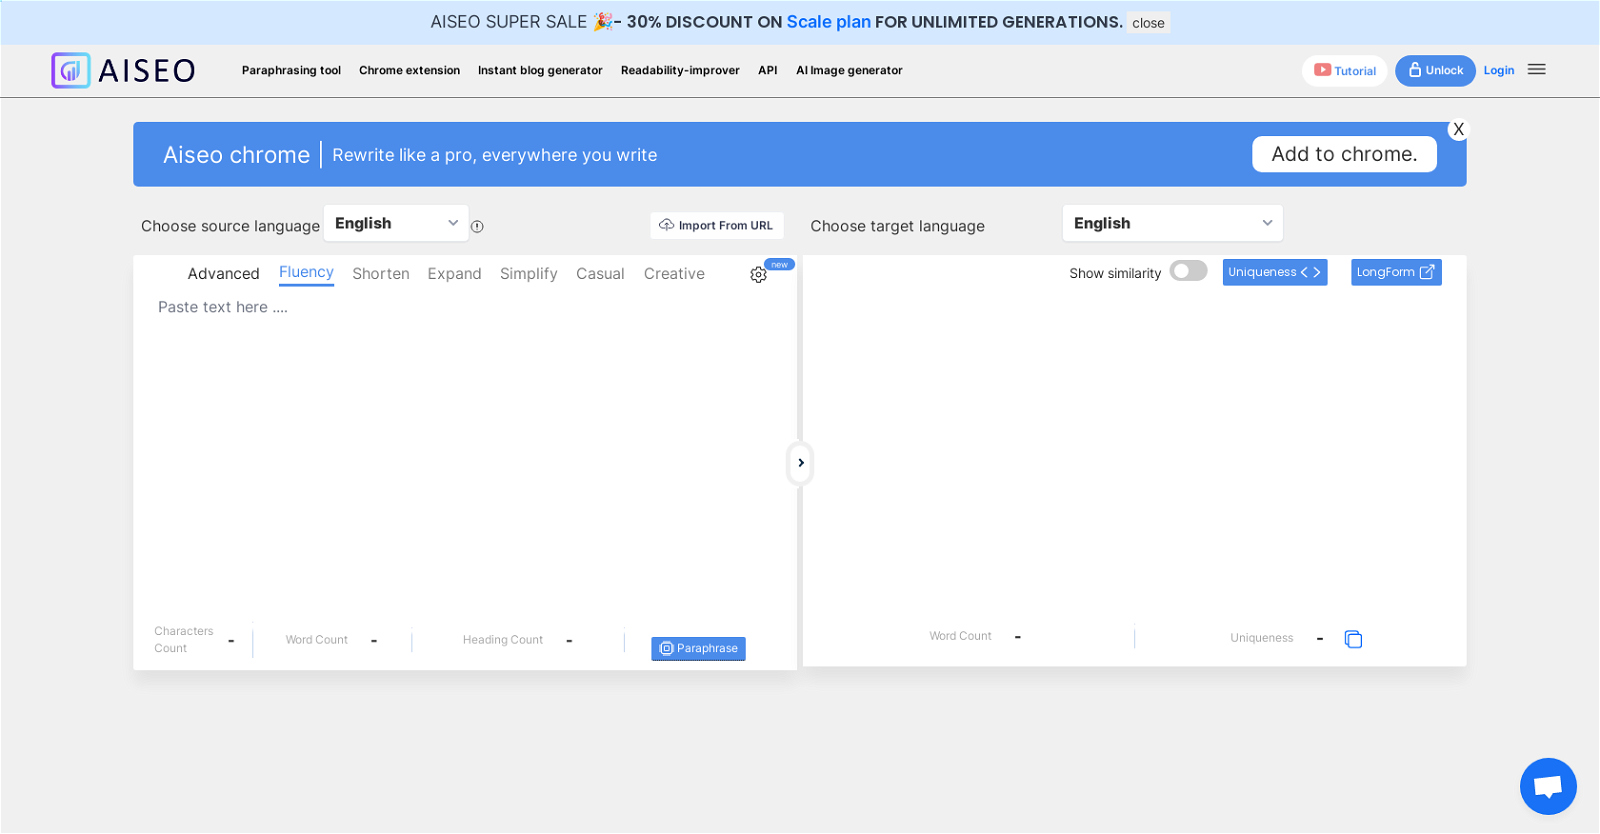 AISEO SUPER SALE 🎉- 30% DISCOUNT ON Scale plan FOR UNLIMITED GENERATIONS. close
AISEO Paraphrasing tool Chrome extension Instant blog generator Readability-improver API AI Image generator Tutorial Unlock Login
X
Aiseo chrome Rewrite like a pro, everywhere you write Add to chrome.
Choose source language English Import From URL Choose target language English
new
Advanced Fluency Shorten Expand Simplify Casual Creative Show similarity Uniqueness LongForm
Paste text here ....
Characters
Count - Word Count - Heading Count - Paraphrase Word Count - Uniqueness -